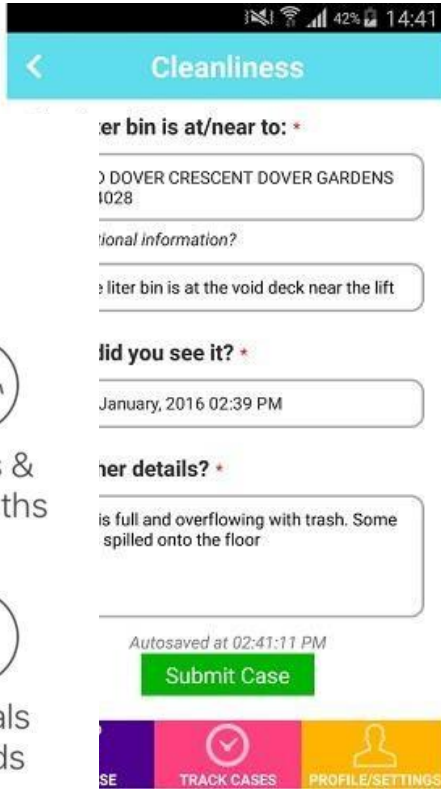 42% 14:41
Cleanliness
er bin is at/near to: *
DOVER CRESCENT DOVER GARDENS
4028
tional information?
liter bin is at the void deck near the lift
did you see it? *
January, 2016 02:39 PM
her details? *
is full and overflowing with trash. Some
spilled onto the floor
Autosaved at 02:41:11 PM
Submit Case
&
ths
als
ds
SE
TRACK CASES
PROFILE/SETTINGS